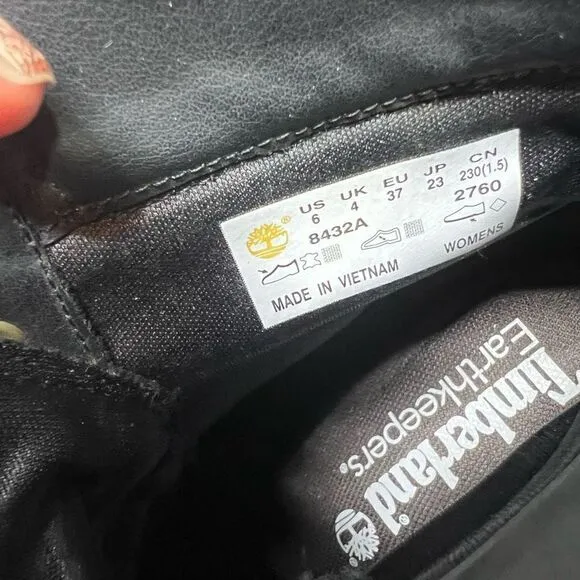 US UK EU JP CN
6 4 37 23 230(1.5)
8432A 2760
WOMENS
MADE IN VIETNAM
®
Timberland®
Earthkeepers®